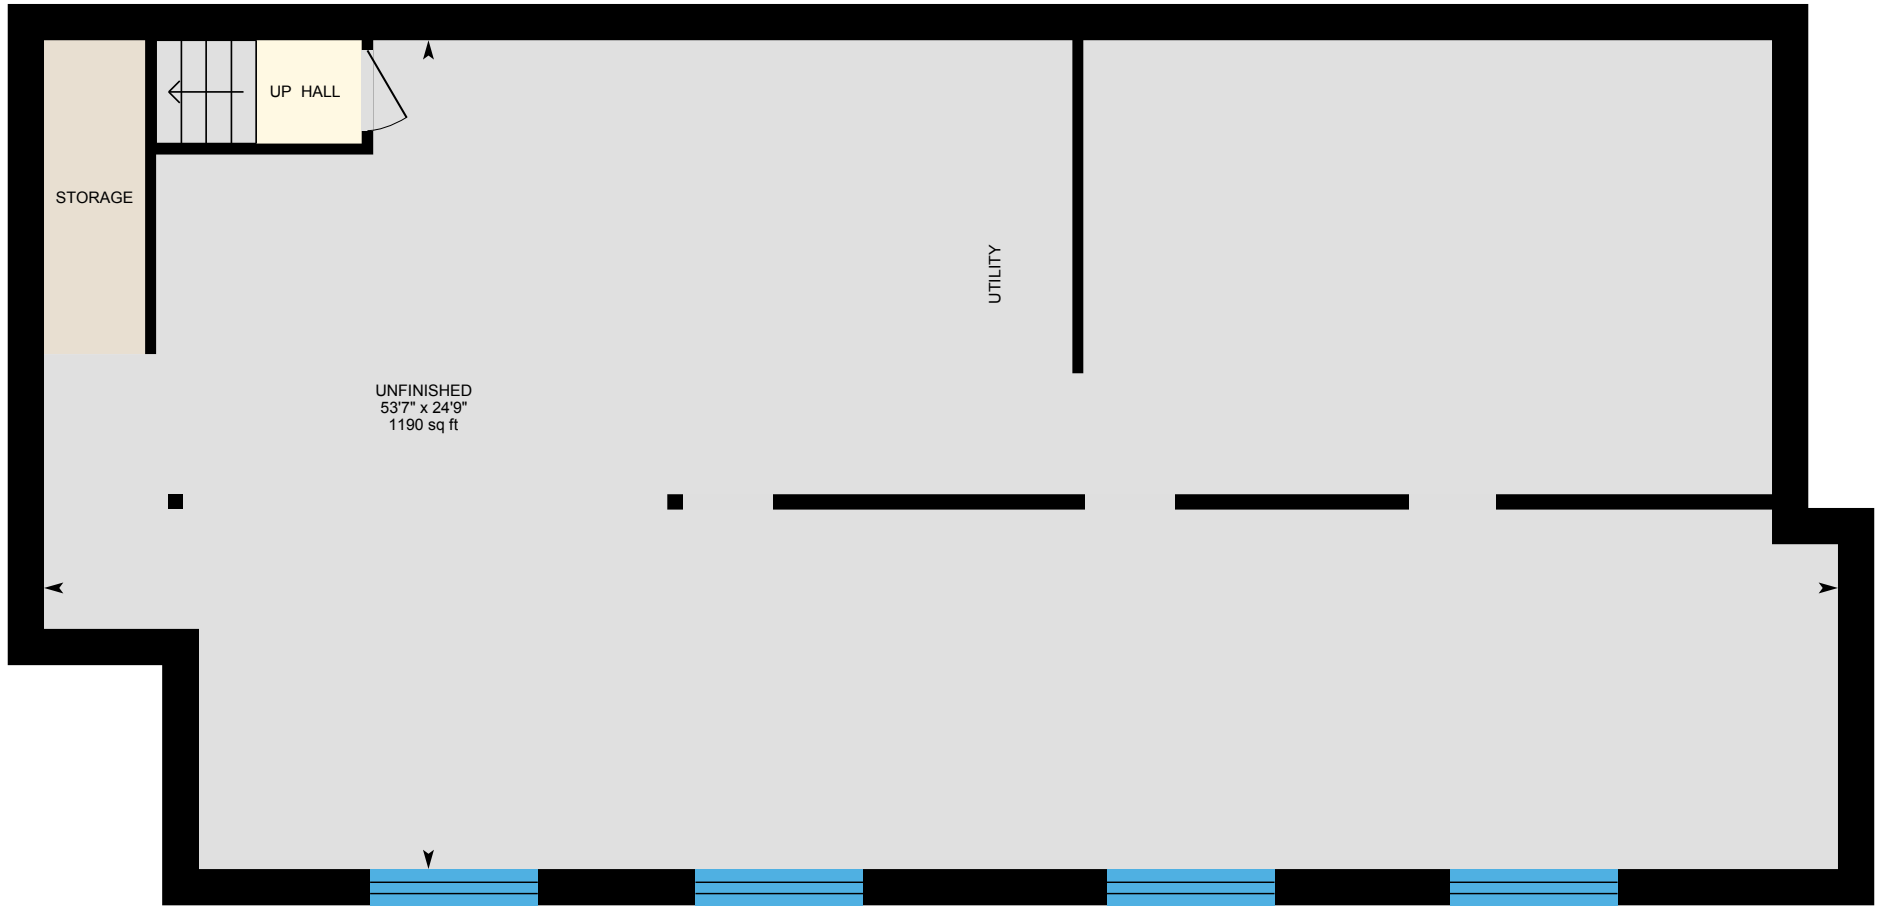 UP HALL
STORAGE
UTILITY
UNFINISHED
53'7" x 24'9"
1190 sq ft